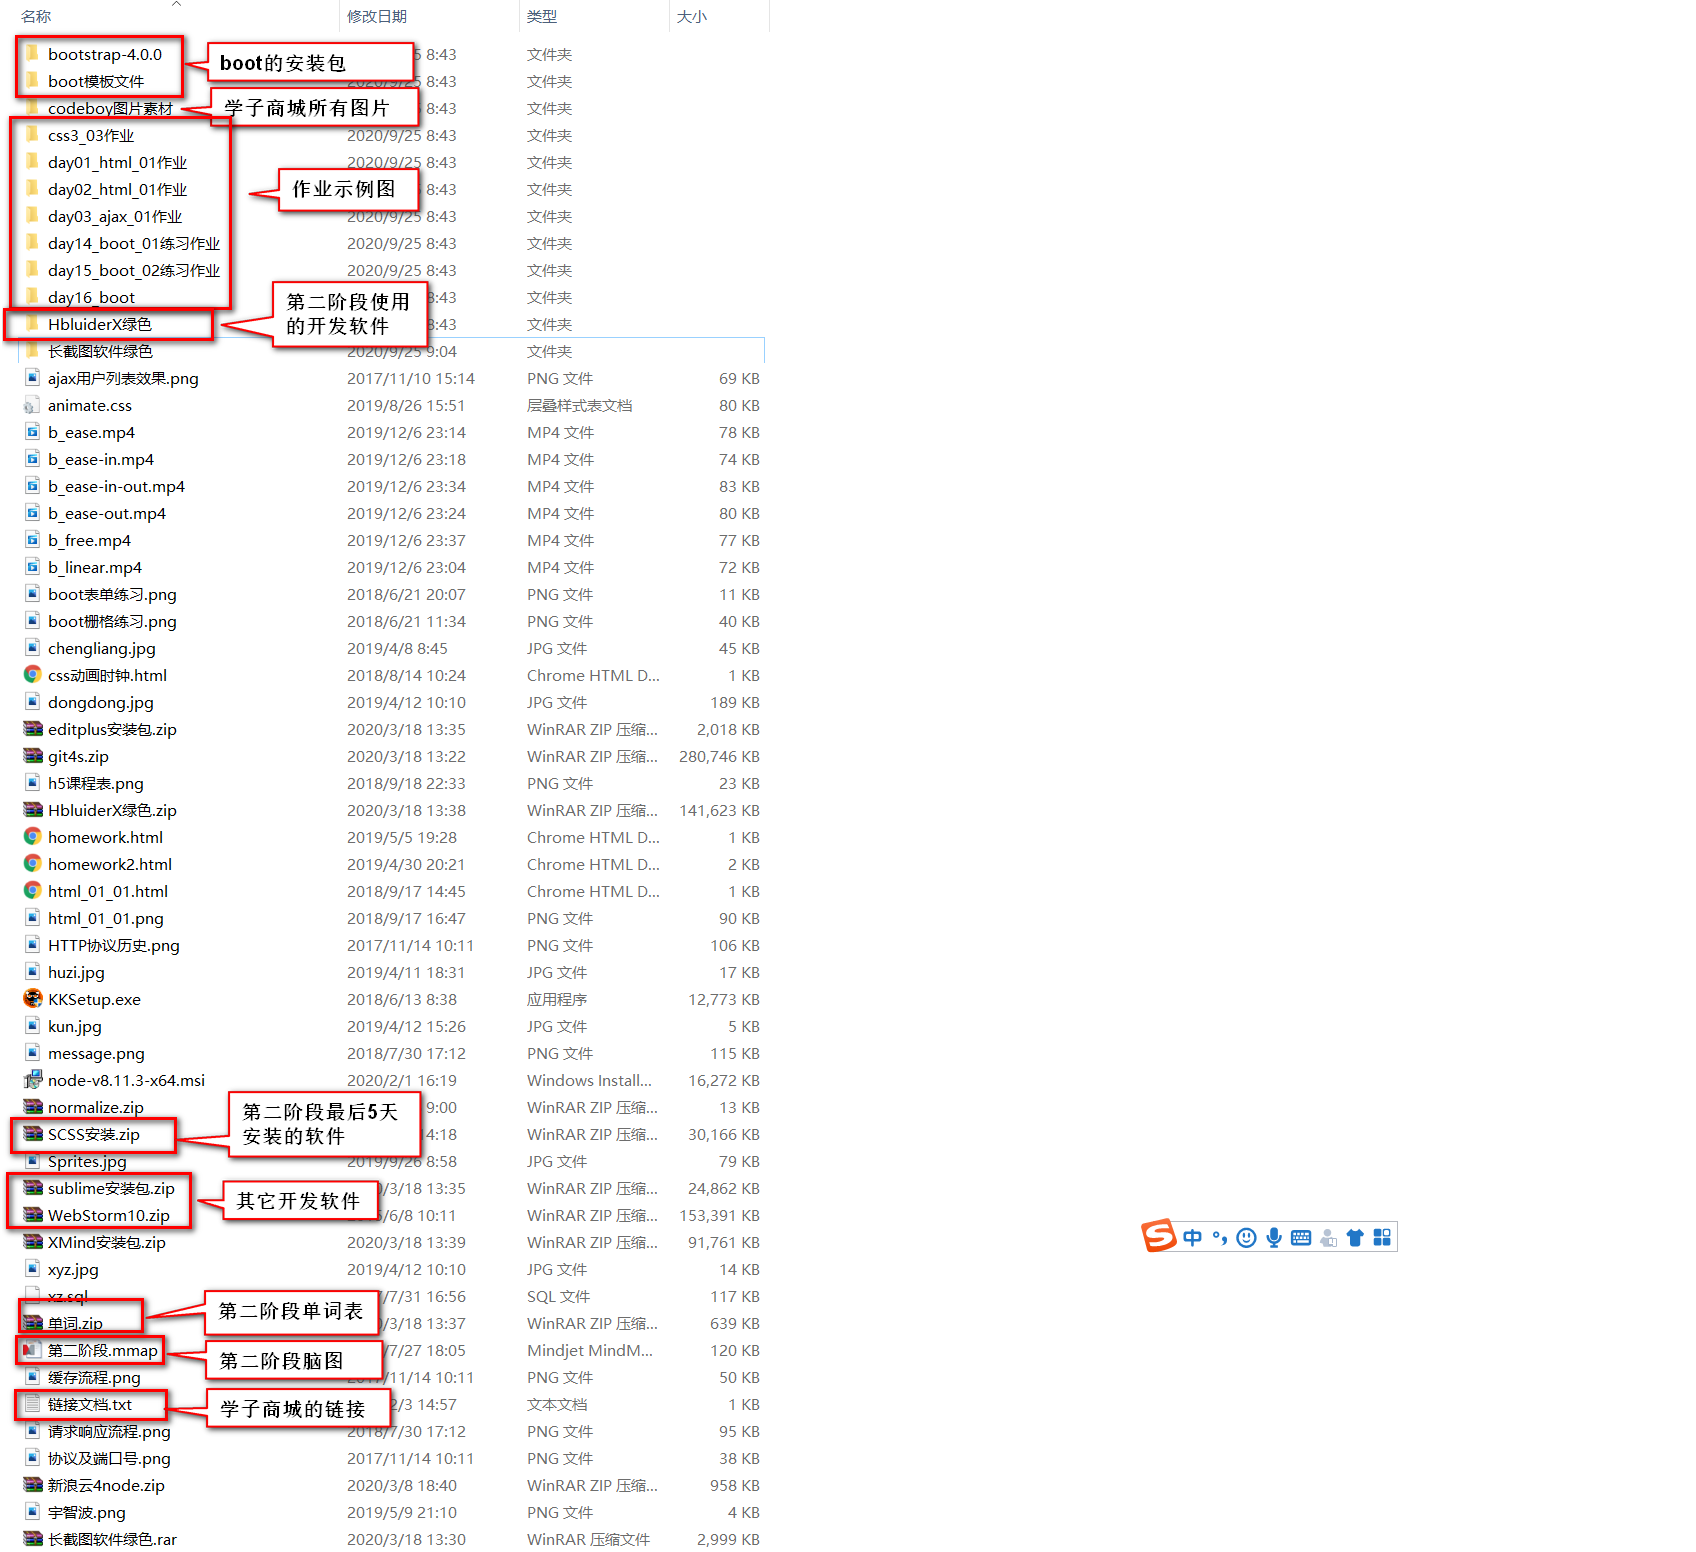 名称 修改日期 类型 大小
bootstrap-4.0.0 5 8:43 文件夹
boot的安装包
boot模板文件 2020/9/25 8:43 文件夹
codeboy图片素材 8:43 文件夹
学子商城所有图片
css3_03作业 2020/9/25 8:43 文件夹
day01_html_01作业 2020/9/25 8:43 文件夹
day02_html_01作业 8:43 文件夹
作业示例图
day03_ajax_01作业 2020/9/25 8:43 文件夹
day14_boot_01练习作业 2020/9/25 8:43 文件夹
day15_boot_02练习作业 2020/9/25 8:43 文件夹
day16_boot 8:43 文件夹
第二阶段使用
的开发软件
HbluiderX绿色 8:43 文件夹
长截图软件绿色 2020/9/25 9:04 文件夹
ajax用户列表效果.png 2017/11/10 15:14 PNG 文件 69 KB
animate.css 2019/8/26 15:51 层叠样式表文档 80 KB
b_ease.mp4 2019/12/6 23:14 MP4 文件 78 KB
b_ease-in.mp4 2019/12/6 23:18 MP4 文件 74 KB
b_ease-in-out.mp4 2019/12/6 23:34 MP4 文件 83 KB
b_ease-out.mp4 2019/12/6 23:24 MP4 文件 80 KB
b_free.mp4 2019/12/6 23:37 MP4 文件 77 KB
b_linear.mp4 2019/12/6 23:04 MP4 文件 72 KB
boot表单练习.png 2018/6/21 20:07 PNG 文件 11 KB
boot栅格练习.png 2018/6/21 11:34 PNG 文件 40 KB
chengliang.jpg 2019/4/8 8:45 JPG 文件 45 KB
css动画时钟.html 2018/8/14 10:24 Chrome HTML D... 1 KB
dongdong.jpg 2019/4/12 10:10 JPG 文件 189 KB
editplus安装包.zip 2020/3/18 13:35 WinRAR ZIP 压缩... 2,018 KB
git4s.zip 2020/3/18 13:22 WinRAR ZIP 压缩... 280,746 KB
h5课程表.png 2018/9/18 22:33 PNG 文件 23 KB
HbluiderX绿色.zip 2020/3/18 13:38 WinRAR ZIP 压缩... 141,623 KB
homework.html 2019/5/5 19:28 Chrome HTML D... 1 KB
homework2.html 2019/4/30 20:21 Chrome HTML D... 2 KB
html_01_01.html 2018/9/17 14:45 Chrome HTML D... 1 KB
html_01_01.png 2018/9/17 16:47 PNG 文件 90 KB
HTTP协议历史.png 2017/11/14 10:11 PNG 文件 106 KB
huzi.jpg 2019/4/11 18:31 JPG 文件 17 KB
KKSetup.exe 2018/6/13 8:38 应用程序 12,773 KB
kun.jpg 2019/4/12 15:26 JPG 文件 5 KB
message.png 2018/7/30 17:12 PNG 文件 115 KB
node-v8.11.3-x64.msi 2020/2/1 16:19 Windows Install... 16,272 KB
normalize.zip 9:00 WinRAR ZIP 压缩... 13 KB
第二阶段最后5天
安装的软件
SCSS安装.zip 14:18 WinRAR ZIP 压缩... 30,166 KB
Sprites.jpg 2019/9/26 8:58 JPG 文件 79 KB
sublime安装包.zip 0/3/18 13:35 WinRAR ZIP 压缩... 24,862 KB
其它开发软件
WebStorm10.zip 6/8 10:11 WinRAR ZIP 压缩... 153,391 KB
XMind安装包.zip 2020/3/18 13:39 WinRAR ZIP 压缩... 91,761 KB
中
xyz.jpg 2019/4/12 10:10 JPG 文件 14 KB
xz.sql 7/31 16:56 SQL 文件 117 KB
第二阶段单词表
单词.zip 0/3/18 13:37 WinRAR ZIP 压缩... 639 KB
第二阶段.mmap 7/27 18:05 Mindjet MindM... 120 KB
第二阶段脑图
缓存流程.png 7/11/14 10:11 PNG 文件 50 KB
链接文档.txt 2/3 14:57 文本文档 1 KB
学子商城的链接
请求响应流程.png 2018/7/30 17:12 PNG 文件 95 KB
协议及端口号.png 2017/11/14 10:11 PNG 文件 38 KB
新浪云4node.zip 2020/3/8 18:40 WinRAR ZIP 压缩... 958 KB
宇智波.png 2019/5/9 21:10 PNG 文件 4 KB
长截图软件绿色.rar 2020/3/18 13:30 WinRAR 压缩文件 2,999 KB